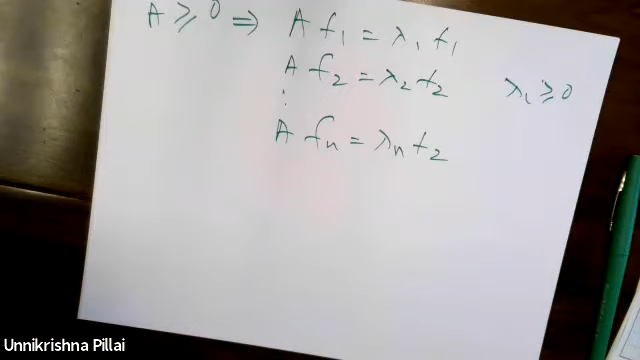 A ≥ 0 ⇒ A f₁ = λ₁ f₁
A f₂ = λ₂ f₂ λᵢ ≥ 0
⋮
A fₙ = λₙ f₂
Unnikrishna Pillai